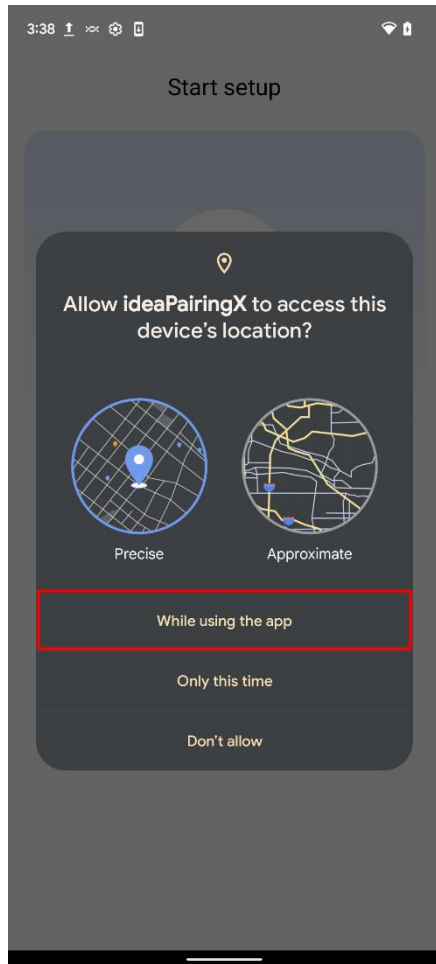 3:38
Start setup
Allow ideaPairingX to access this
device's location?
Precise
Approximate
While using the app
Only this time
Don't allow